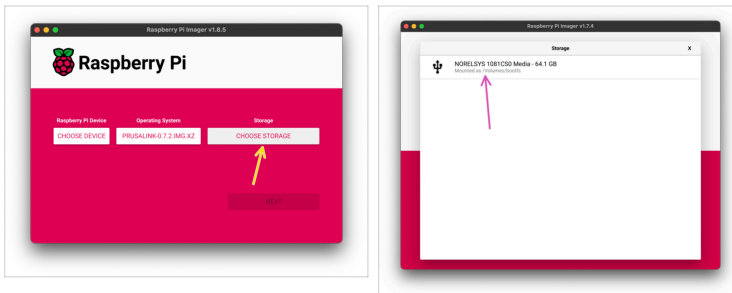 Raspberry Pi Imager v1.8.5
Raspberry Pi
Raspberry Pi Device
Operating System
Storage
CHOOSE DEVICE
PRUSALINK-0.7.2.IMG.XZ
CHOOSE STORAGE
NEXT
Raspberry Pi Imager v1.7.4
Storage
X
NORELSYS 1081CS0 Media - 64.1 GB
Mounted as /Volumes/bootfs